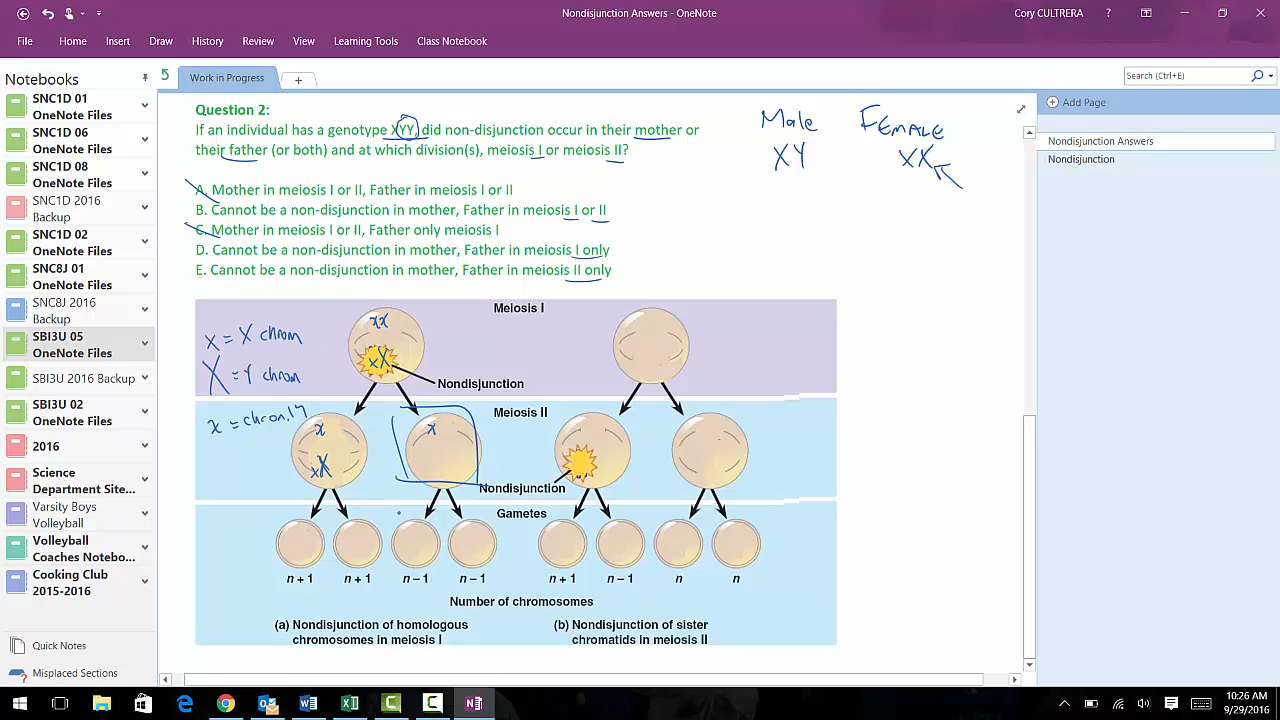 Nondisjunction Answers - OneNote
Cory CULTRERA
?
File Home Insert Draw History Review View Learning Tools Class Notebook
Notebooks
Work in Progress
+
Search (Ctrl+E)
SNC1D 01
OneNote Files
SNC1D 06
OneNote Files
SNC1D 08
OneNote Files
SNC1D 2016
Backup
SNC1D 02
OneNote Files
SNC8J 01
OneNote Files
SNC8J 2016
Backup
SBI3U 05
OneNote Files
SBI3U 2016 Backup
SBI3U 02
OneNote Files
2016
Science
Department Site...
Varsity Boys
Volleyball
Volleyball
Coaches Notebo...
Cooking Club
2015-2016
Quick Notes
Misplaced Sections
Question 2:
If an individual has a genotype XYY, did non-disjunction occur in their mother or
their father (or both) and at which division(s), meiosis I or meiosis II?
A. Mother in meiosis I or II, Father in meiosis I or II
B. Cannot be a non-disjunction in mother, Father in meiosis I or II
C. Mother in meiosis I or II, Father only meiosis I
D. Cannot be a non-disjunction in mother, Father in meiosis I only
E. Cannot be a non-disjunction in mother, Father in meiosis II only
Male
XY
FEMALE
XX
Meiosis I
x = X chrom
X = Y chrom
xx
xX
Nondisjunction
Meiosis II
x = chrom.17
x
xX
x
Nondisjunction
Gametes
n + 1 n + 1 n − 1 n − 1 n + 1 n − 1 n n
Number of chromosomes
(a) Nondisjunction of homologous
chromosomes in meiosis I
(b) Nondisjunction of sister
chromatids in meiosis II
Add Page
Nondisjunction Answers
Nondisjunction
10:26 AM
9/29/2016